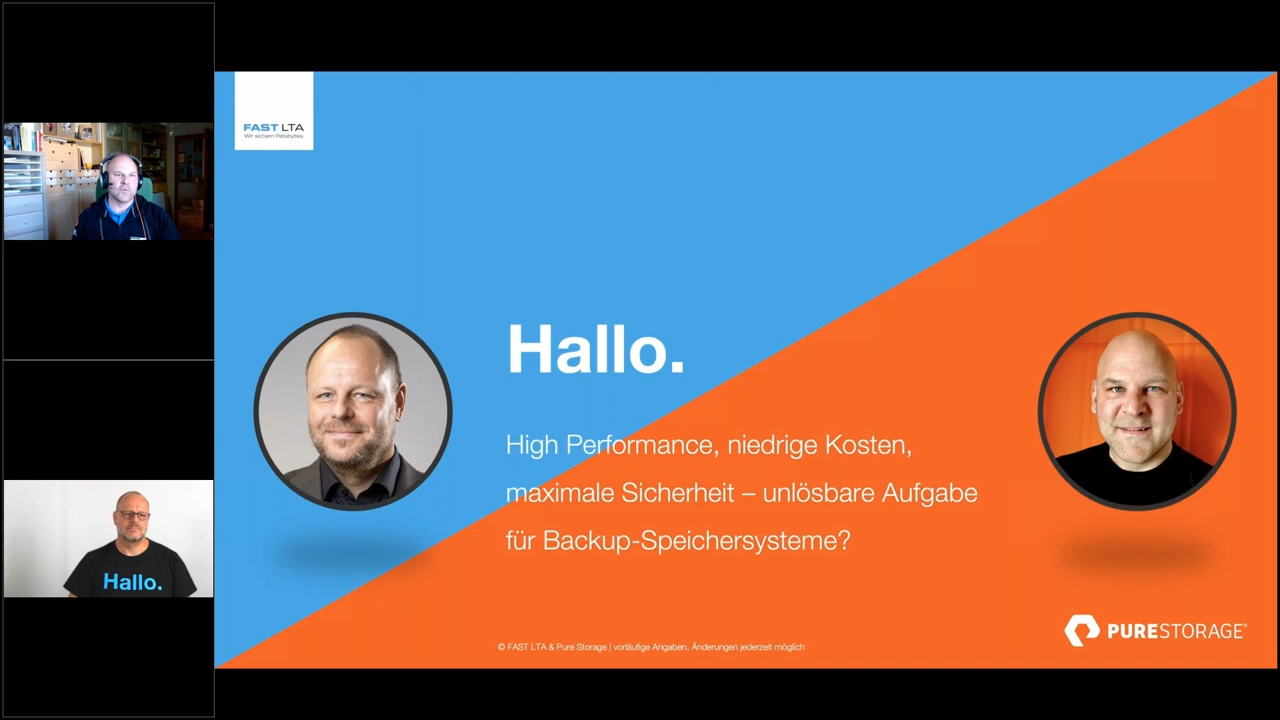 FAST LTA
Wir sichern Petabytes.
Hallo.
High Performance, niedrige Kosten,
maximale Sicherheit – unlösbare Aufgabe
für Backup-Speichersysteme?
Hallo.
PURESTORAGE®
© FAST LTA & Pure Storage | vorläufige Angaben, Änderungen jederzeit möglich